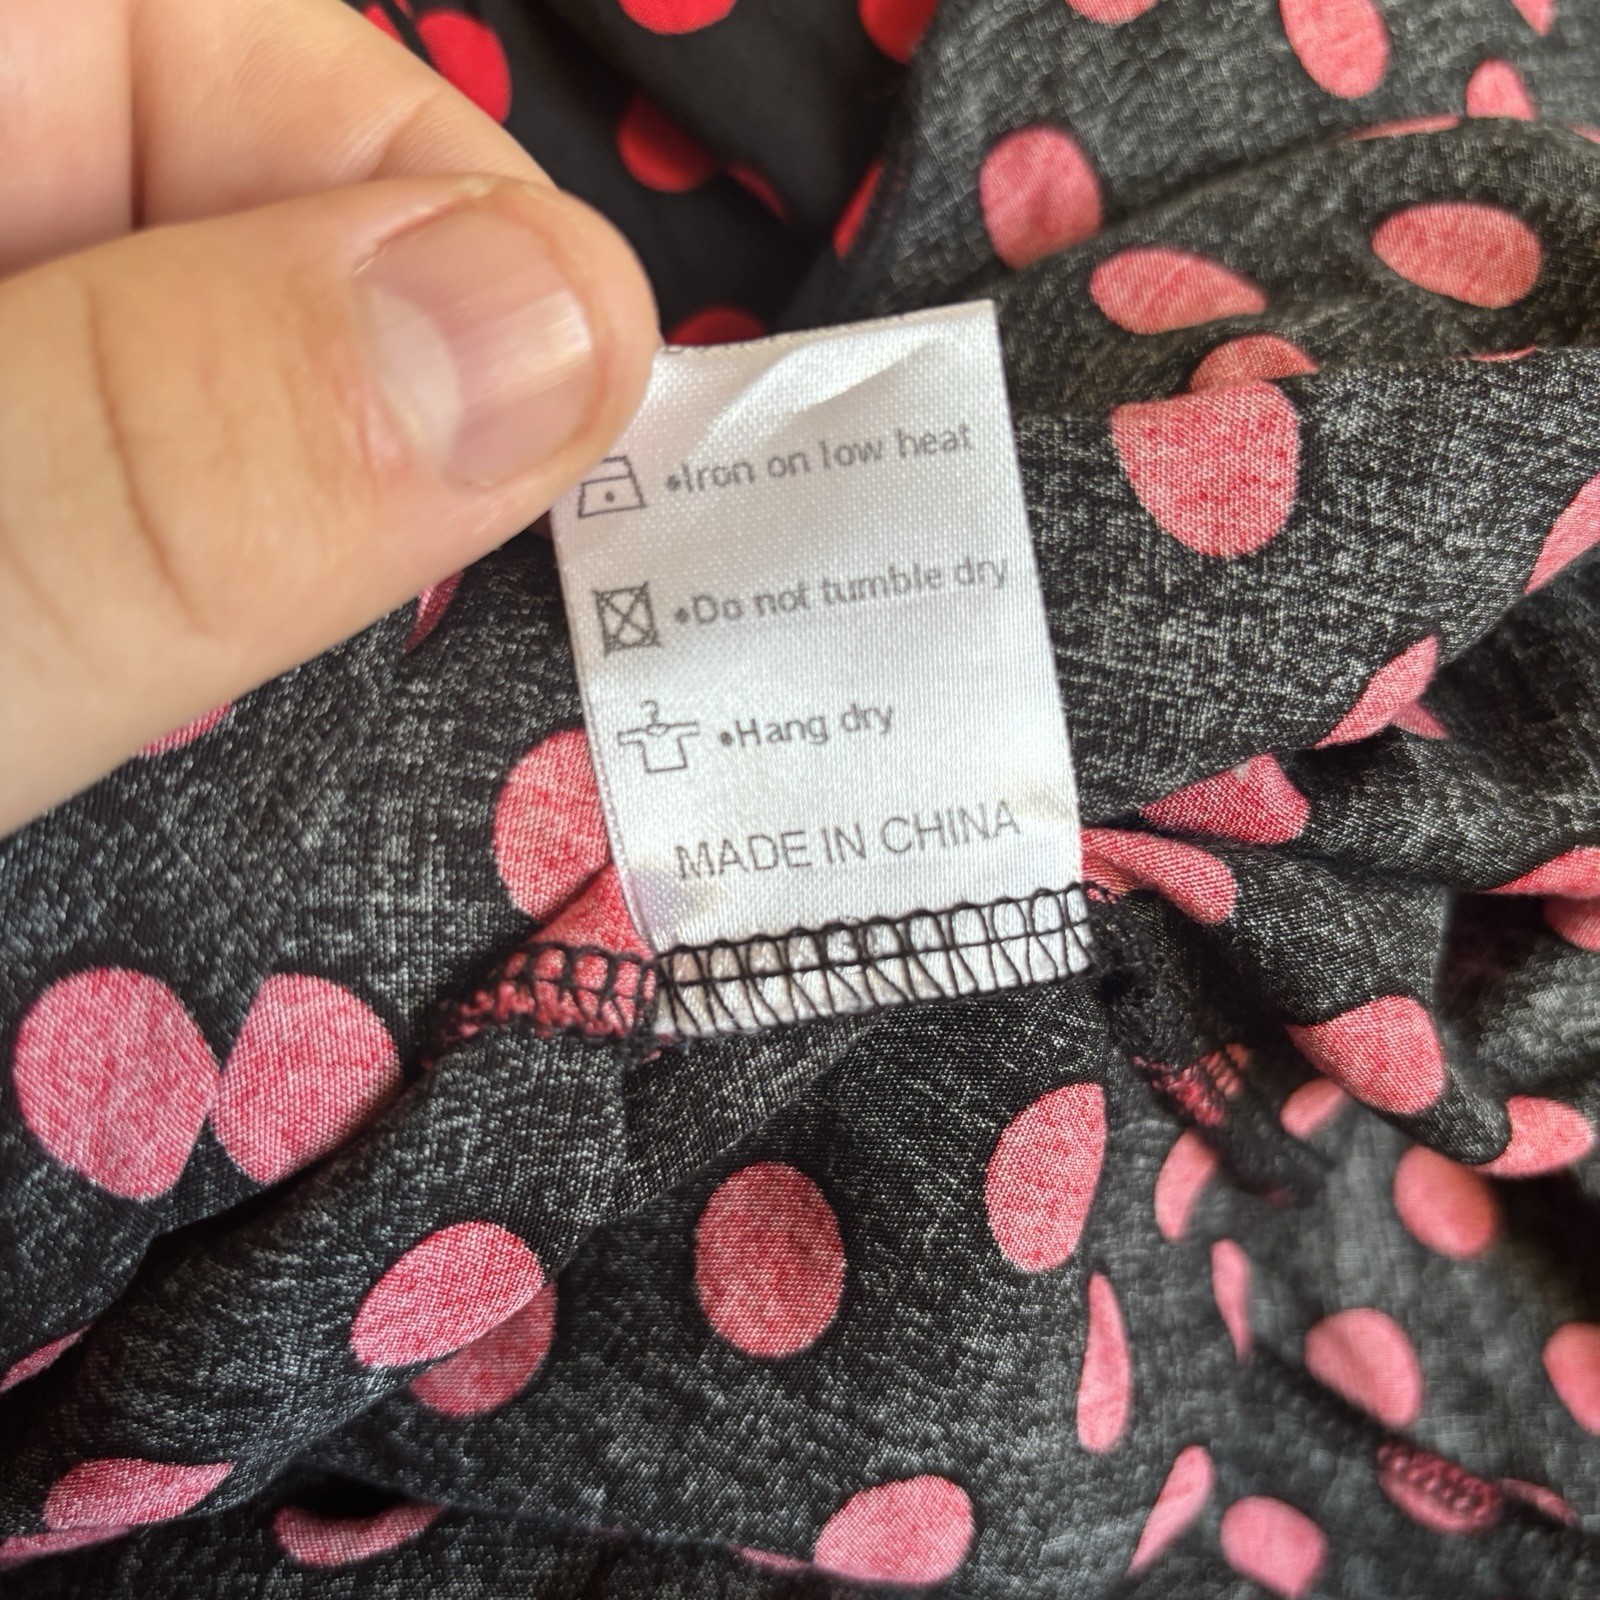 •Iron on low heat
•Do not tumble dry
•Hang dry
MADE IN CHINA